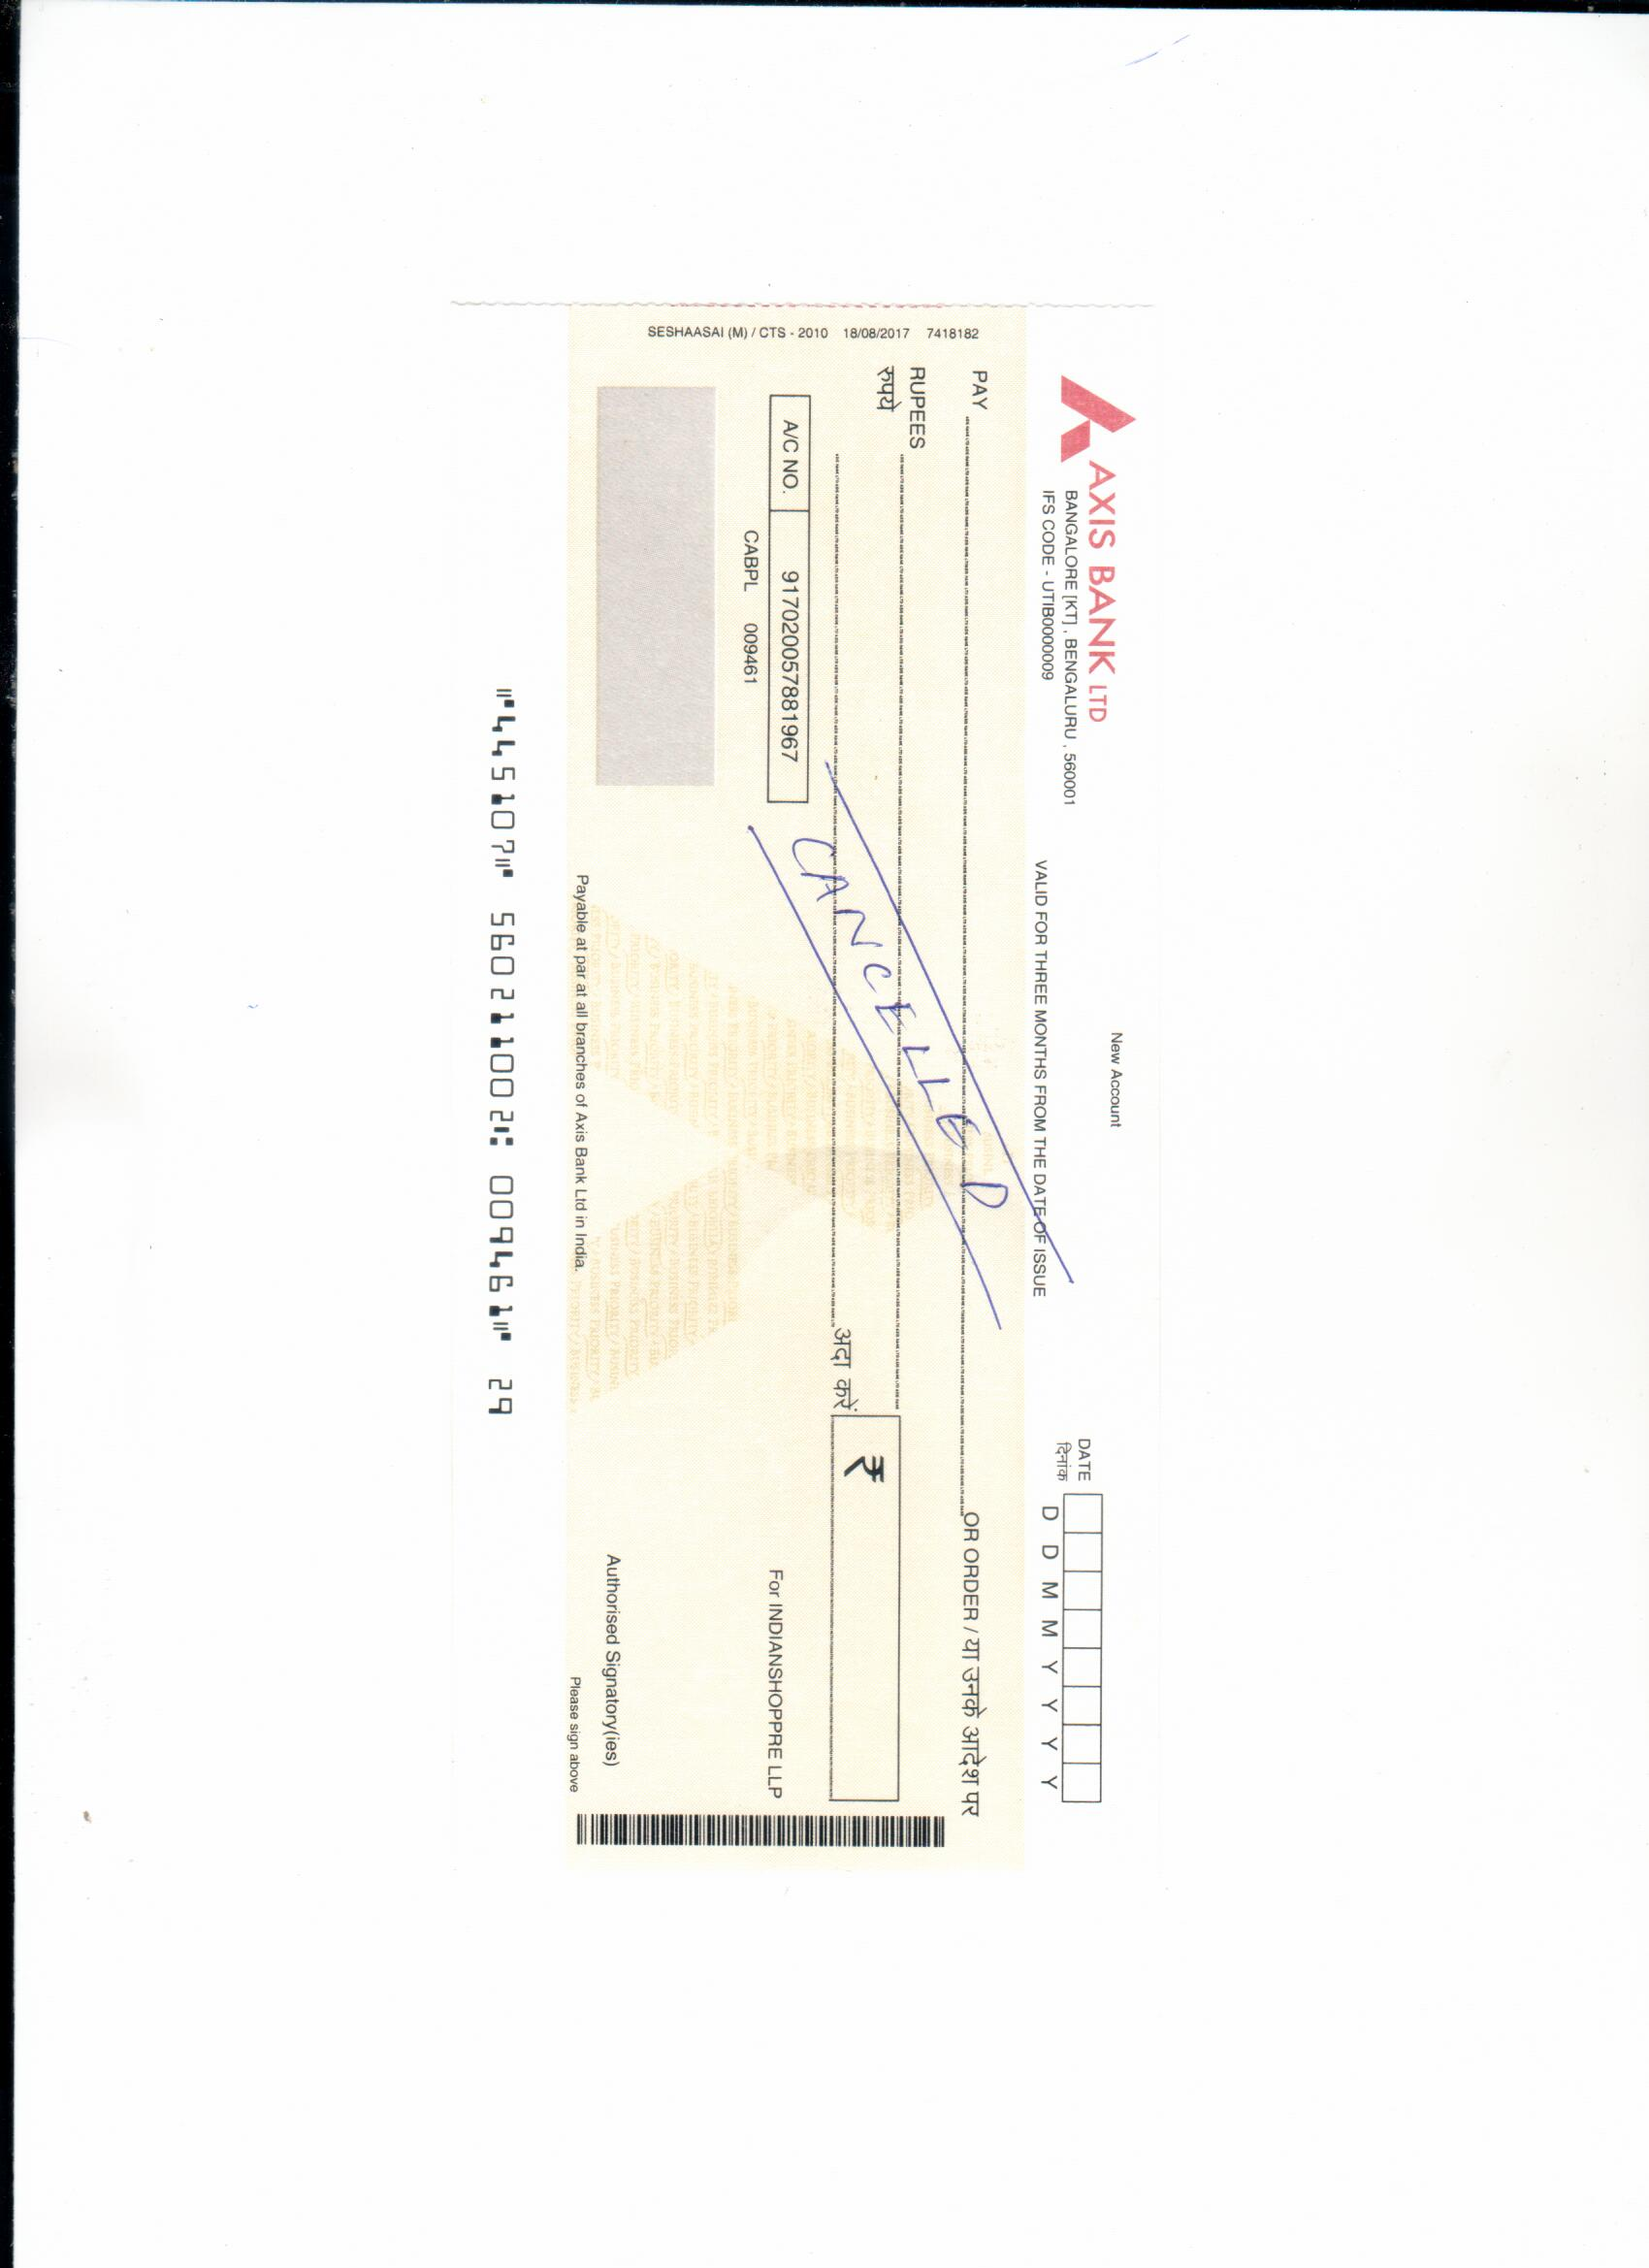 SESHAASAI (M) / CTS - 2010 18/08/2017 7418182
AXIS BANK LTD
BANGALORE [KT] , BENGALURU , 560001
IFS CODE - UTIB0000009
New Account
VALID FOR THREE MONTHS FROM THE DATE OF ISSUE
DATE
दिनांक
D D M M Y Y Y Y
PAY
OR ORDER / या उनके आदेश पर
RUPEES
रुपये
अदा करें
₹
A/C NO. 917020057881967
CABPL 009461
CANCELLED
For INDIANSHOPPRE LLP
Authorised Signatory(ies)
Please sign above
Payable at par at all branches of Axis Bank Ltd in India.
⑈445107⑈ 560211002⑆ 009461⑈ 29